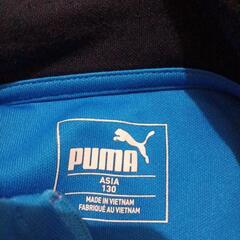 PUMA
ASIA
130
MADE IN VIETNAM
FABRIQUÉ AU VIETNAM